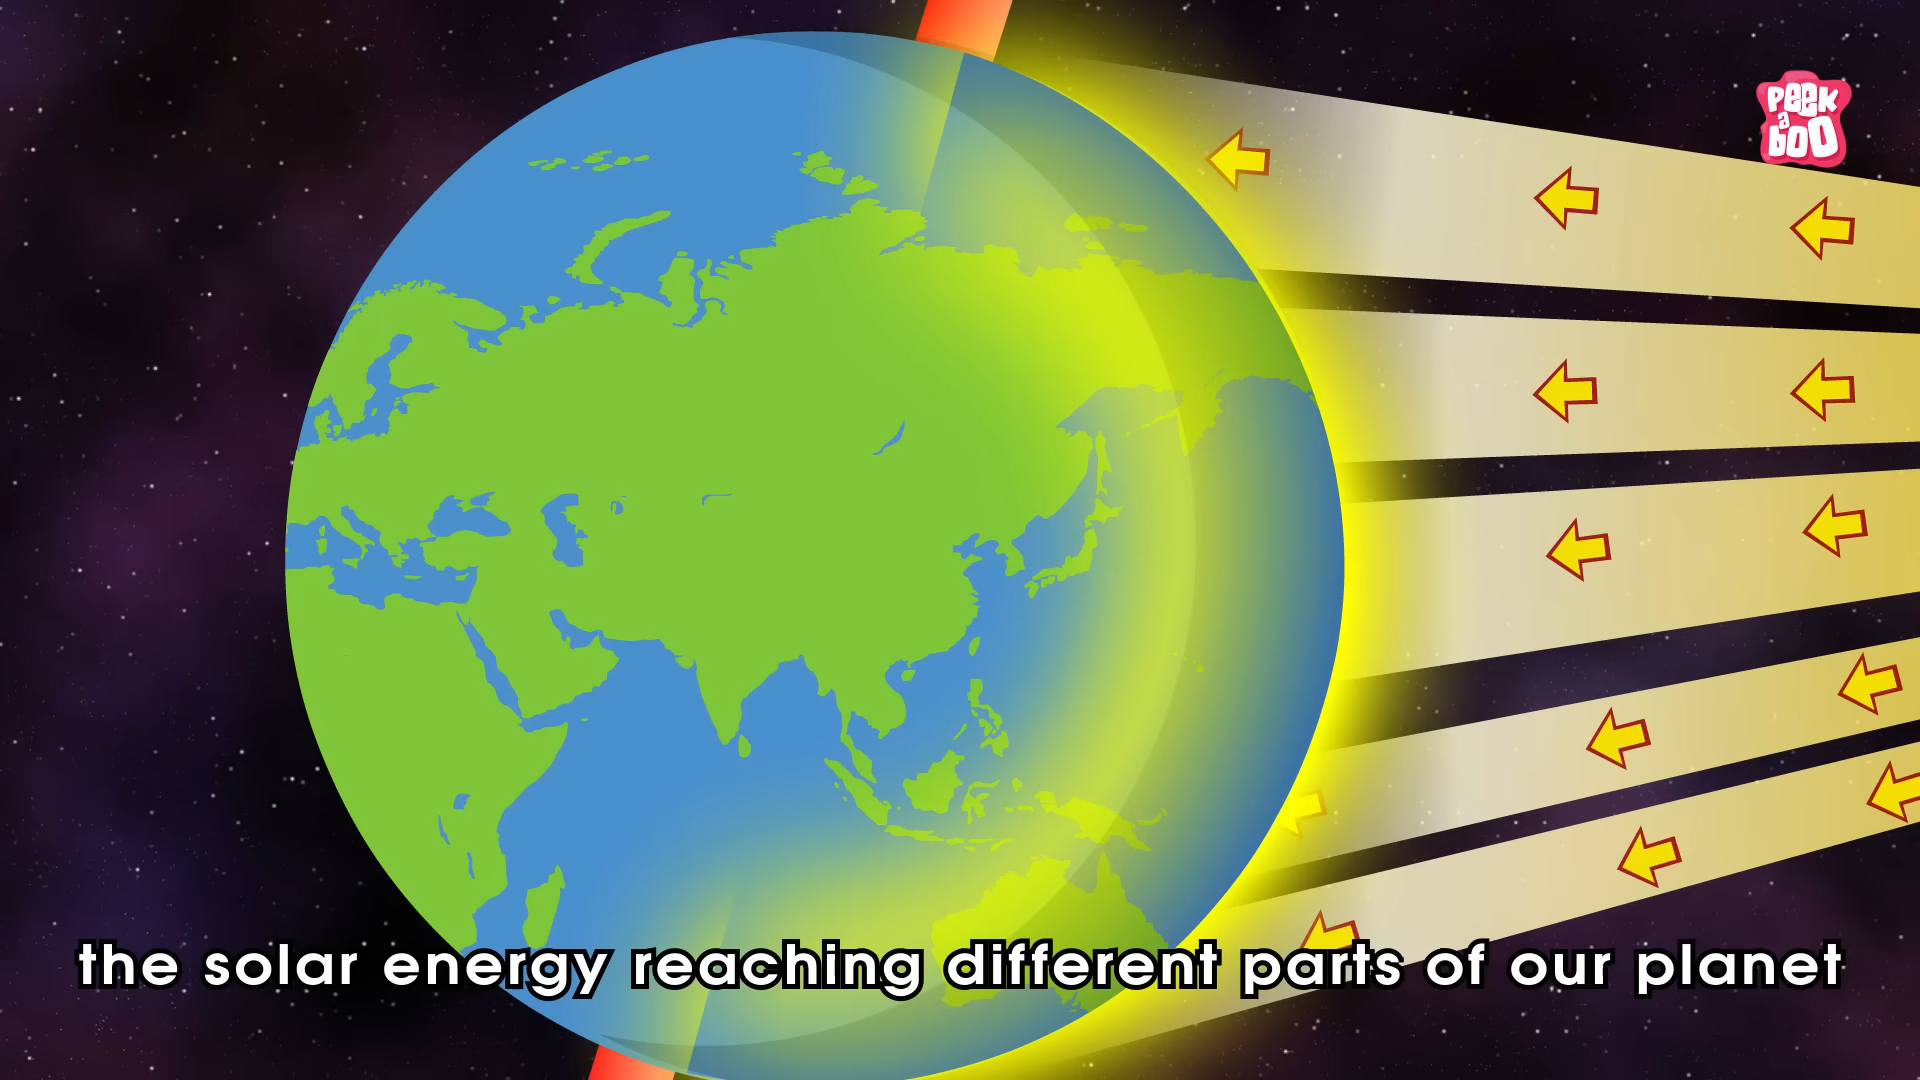 Peek
a
boo
the solar energy reaching different parts of our planet